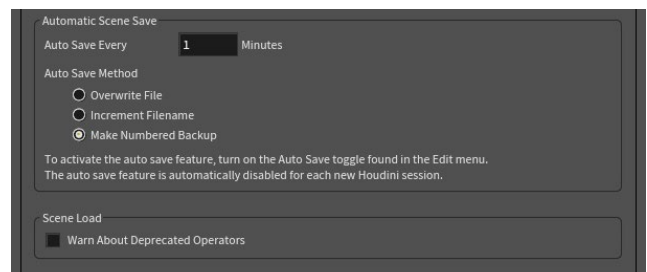 Automatic Scene Save
Auto Save Every 1 Minutes
Auto Save Method
Overwrite File
Increment Filename
Make Numbered Backup
To activate the auto save feature, turn on the Auto Save toggle found in the Edit menu.
The auto save feature is automatically disabled for each new Houdini session.
Scene Load
Warn About Deprecated Operators